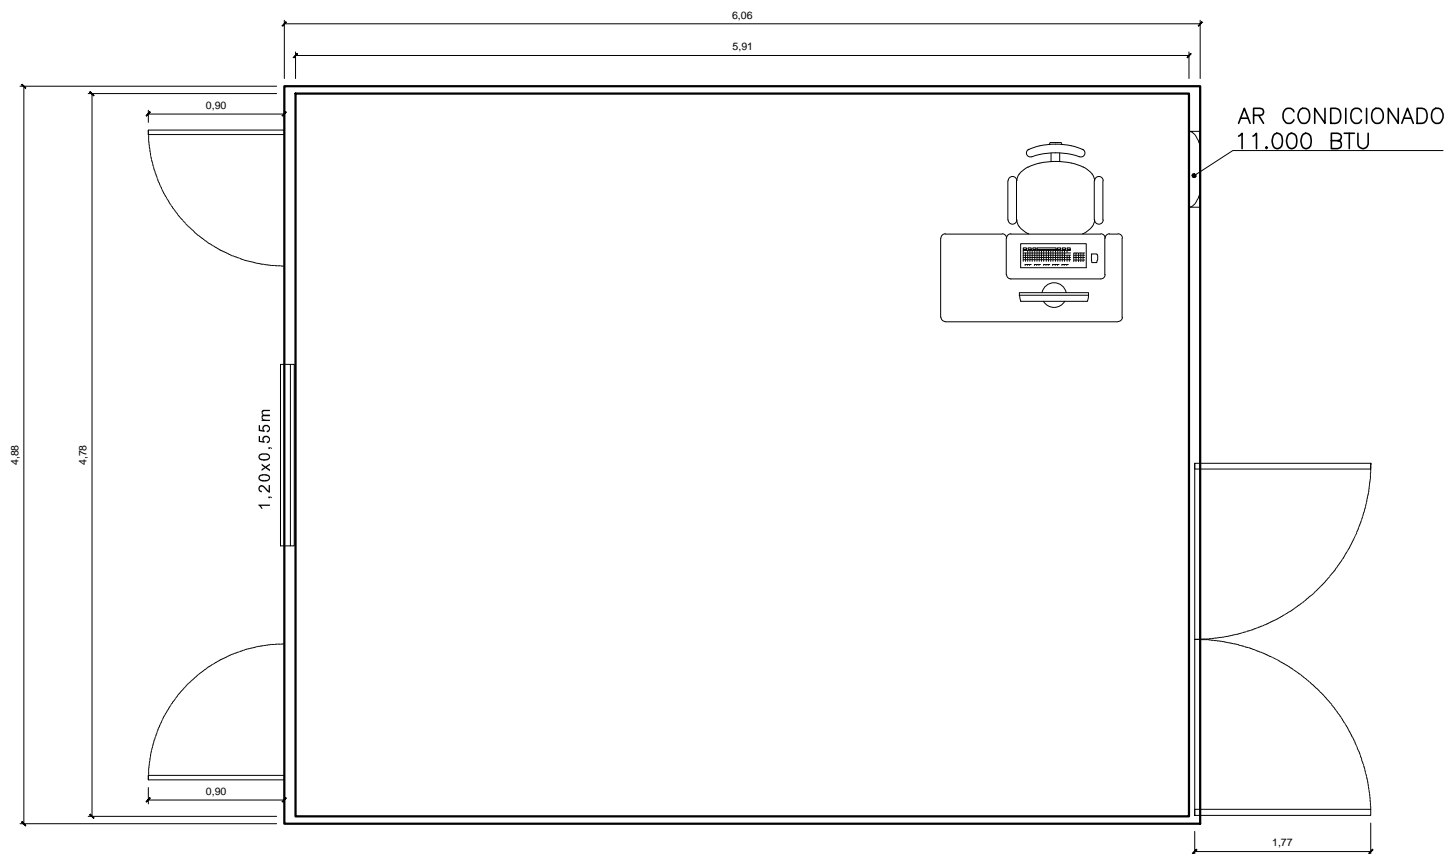 6,06
5,91
0,90
AR CONDICIONADO
11.000 BTU
4,88
4,78
1,20x0,55m
0,90
1,77